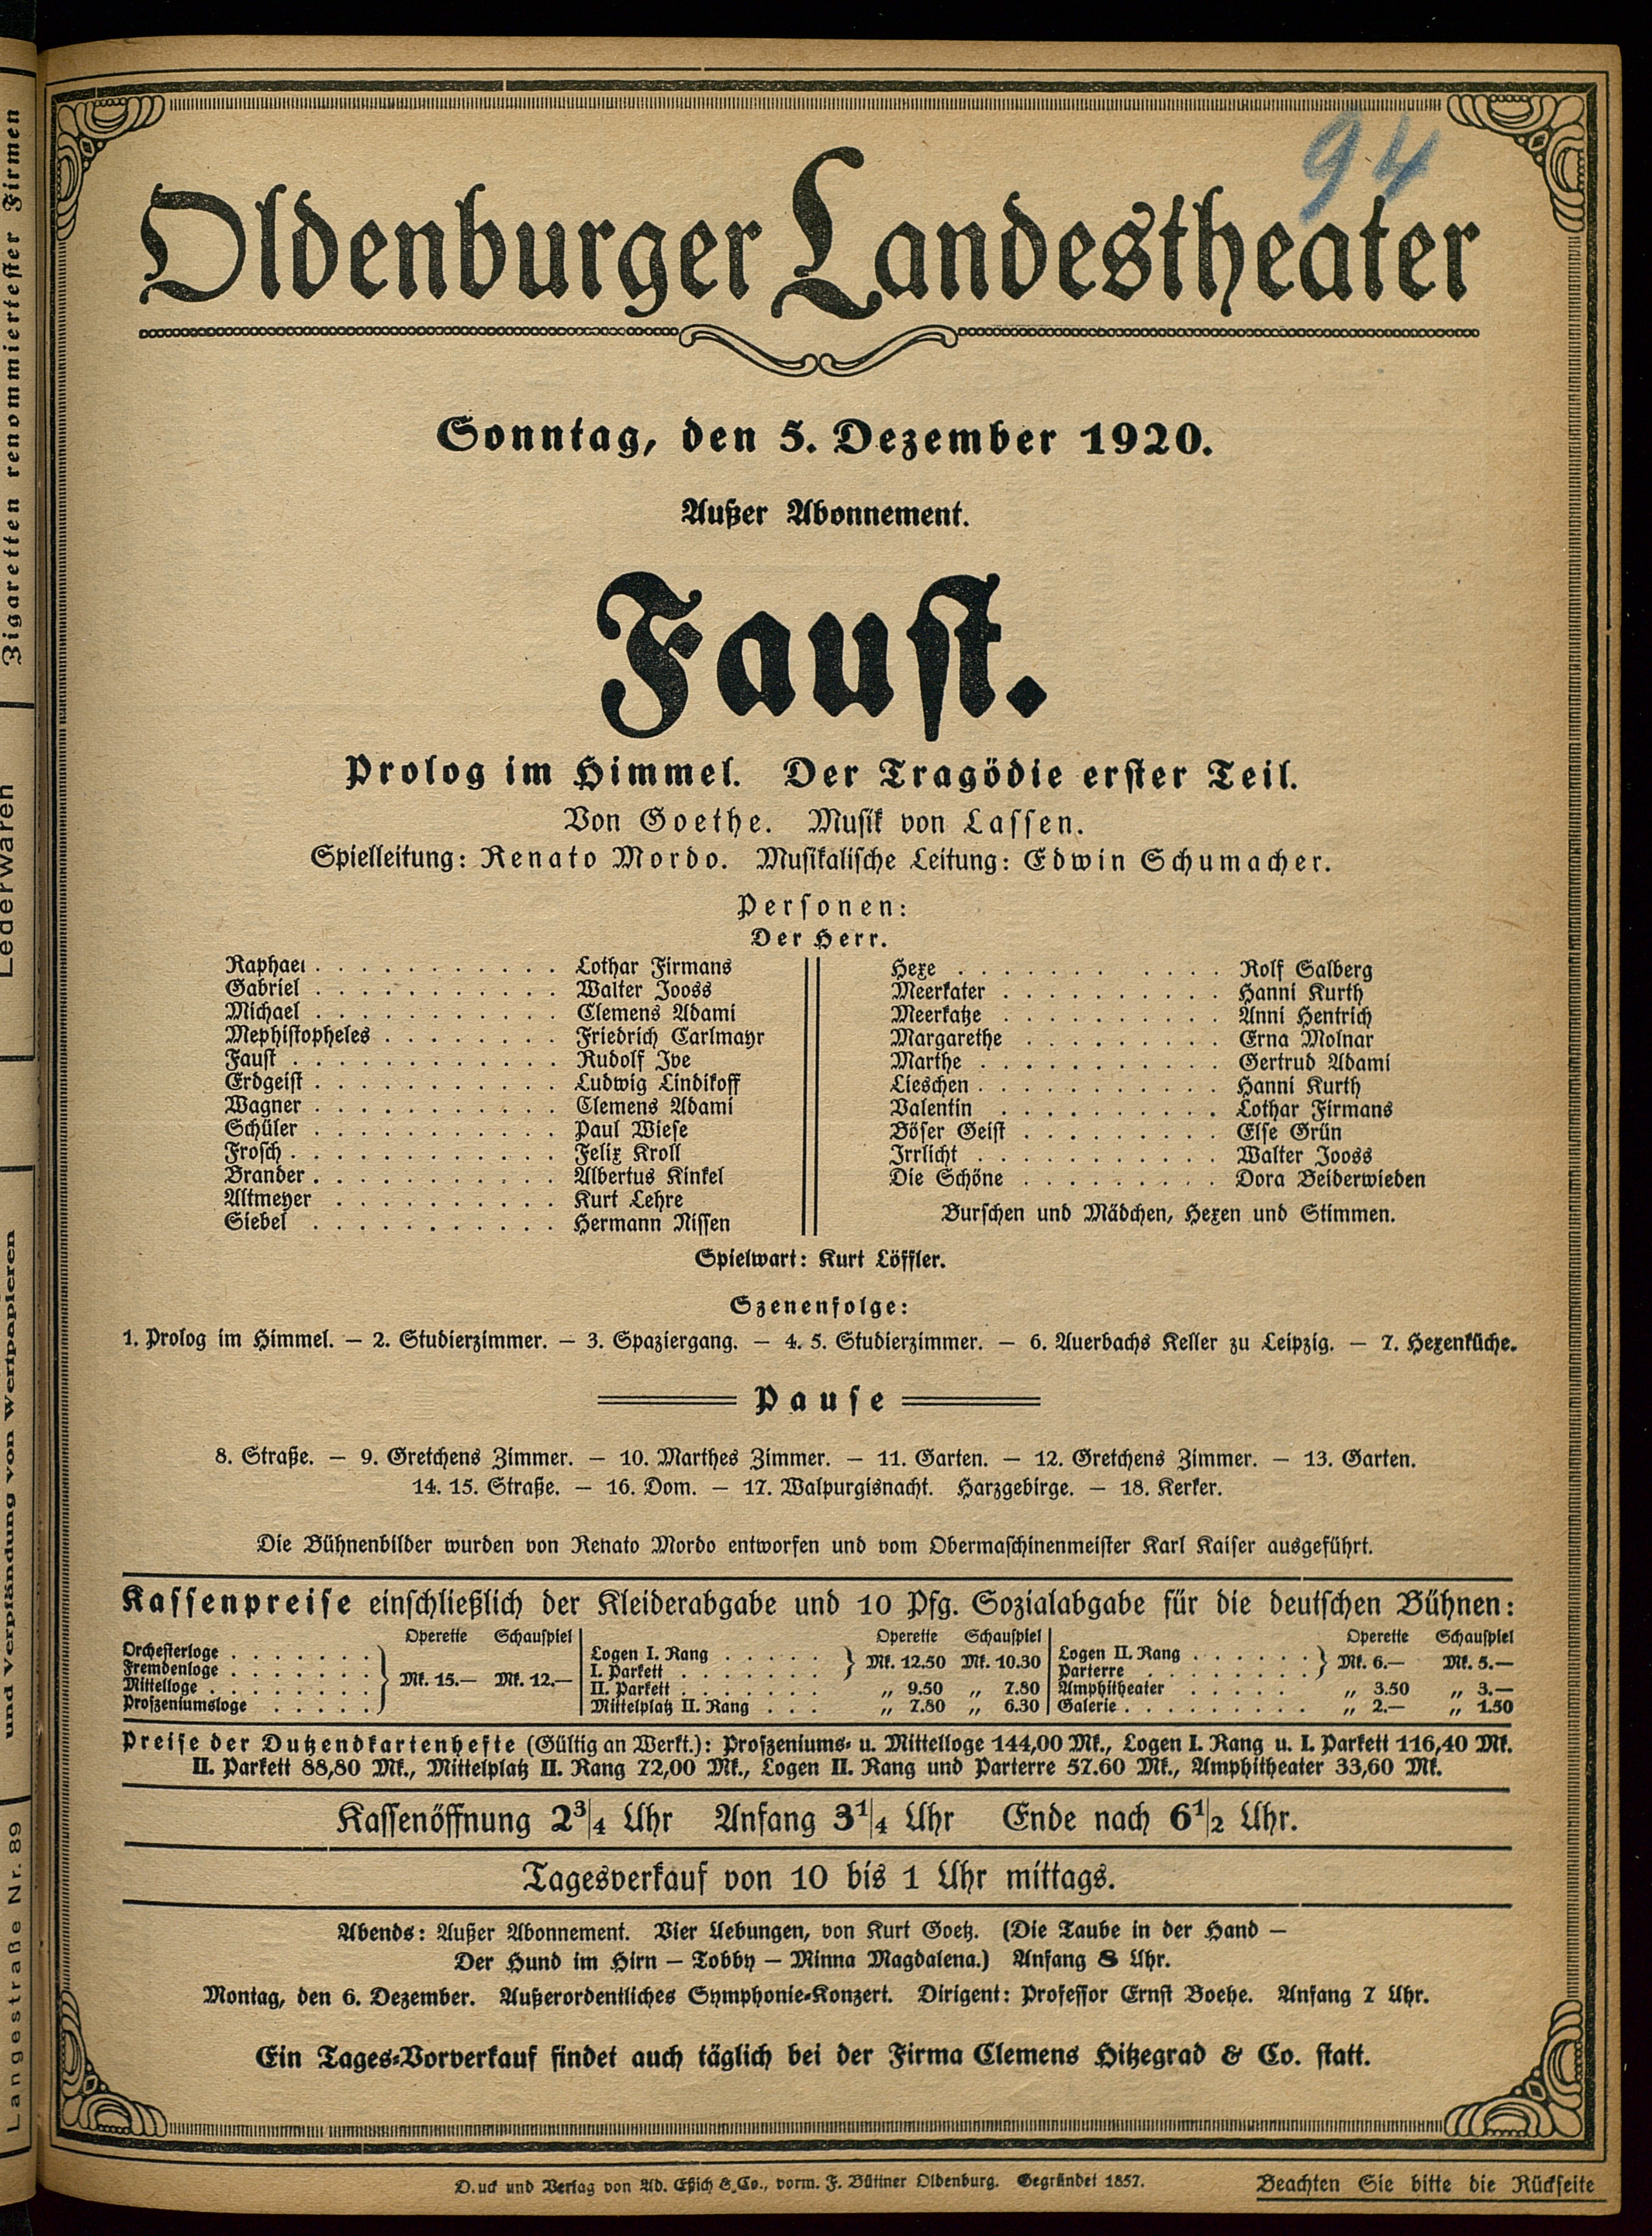 94
Oldenburger Landestheater
Sonntag, den 5. Dezember 1920.
Außer Abonnement.
Faust.
Prolog im Himmel. Der Tragödie erster Teil.
Von Goethe. Musik von Lassen.
Spielleitung: Renato Mordo. Musikalische Leitung: Edwin Schumacher.
Personen:
Der Herr.
Raphael . . . . . . . . . . . Lothar Firmans
Gabriel . . . . . . . . . . . Walter Jooss
Michael . . . . . . . . . . . Clemens Adami
Mephistopheles . . . . . . . . Friedrich Carlmayr
Faust . . . . . . . . . . . . Rudolf Ive
Erdgeist . . . . . . . . . . . Ludwig Lindikoff
Wagner . . . . . . . . . . . Clemens Adami
Schüler . . . . . . . . . . . Paul Wiese
Frosch . . . . . . . . . . . . Felix Kroll
Brander . . . . . . . . . . . Albertus Kinkel
Altmeyer . . . . . . . . . . Kurt Lehre
Siebel . . . . . . . . . . . Hermann Nissen
Hexe . . . . . . . . . . . Rolf Salberg
Meerkater . . . . . . . . . . Hanni Kurth
Meerkatze . . . . . . . . . Anni Hentrich
Margarethe . . . . . . . . . Erna Molnar
Marthe . . . . . . . . . . . Gertrud Adami
Lieschen . . . . . . . . . . . Hanni Kurth
Valentin . . . . . . . . . . Lothar Firmans
Böser Geist . . . . . . . . . Else Grün
Irrlicht . . . . . . . . . . . Walter Jooss
Die Schöne . . . . . . . . . Dora Beiderwieden
Burschen und Mädchen, Hexen und Stimmen.
Spielwart: Kurt Löffler.
Szenenfolge:
1. Prolog im Himmel. — 2. Studierzimmer. — 3. Spaziergang. — 4. 5. Studierzimmer. — 6. Auerbachs Keller zu Leipzig. — 7. Hexenküche.
Pause
8. Straße. — 9. Gretchens Zimmer. — 10. Marthes Zimmer. — 11. Garten. — 12. Gretchens Zimmer. — 13. Garten.
14. 15. Straße. — 16. Dom. — 17. Walpurgisnacht. Harzgebirge. — 18. Kerker.
Die Bühnenbilder wurden von Renato Mordo entworfen und vom Obermaschinenmeister Karl Kaiser ausgeführt.
Kassenpreise einschließlich der Kleiderabgabe und 10 Pfg. Sozialabgabe für die deutschen Bühnen:
Operette Schauspiel
Orchesterloge . . . . . . .
Fremdenloge . . . . . . .
Mittelloge . . . . . . . .
Proszeniumsloge . . . . .
Mk. 15.— Mk. 12.—
Operette Schauspiel
Logen I. Rang . . . . .
I. Parkett . . . . . . .
Mk. 12.50 Mk. 10.30
II. Parkett . . . . . . . „ 9.50 „ 7.80
Mittelplatz II. Rang . . . „ 7.80 „ 6.30
Operette Schauspiel
Logen II. Rang . . . . . .
Parterre . . . . . . . .
Mk. 6.— Mk. 5.—
Amphitheater . . . . . „ 3.50 „ 3.—
Galerie . . . . . . . . . „ 2.— „ 1.50
Preise der Dutzendkartenhefte (Gültig an Werkt.): Proszeniums- u. Mittelloge 144,00 Mk., Logen I. Rang u. I. Parkett 116,40 Mk.
II. Parkett 88,80 Mk., Mittelplatz II. Rang 72,00 Mk., Logen II. Rang und Parterre 57.60 Mk., Amphitheater 33,60 Mk.
Kassenöffnung 2 3/4 Uhr Anfang 3 1/4 Uhr Ende nach 6 1/2 Uhr.
Tagesverkauf von 10 bis 1 Uhr mittags.
Abends: Außer Abonnement. Vier Uebungen, von Kurt Goetz. (Die Taube in der Hand —
Der Hund im Hirn — Tobby — Minna Magdalena.) Anfang 8 Uhr.
Montag, den 6. Dezember. Außerordentliches Symphonie-Konzert. Dirigent: Professor Ernst Boehe. Anfang 7 Uhr.
Ein Tages-Vorverkauf findet auch täglich bei der Firma Clemens Hitzegrad & Co. statt.
D.uck und Verlag von Ad. Eßich & Co., vorm. F. Büttner Oldenburg. Gegründet 1857.
Beachten Sie bitte die Rückseite
Zigaretten renommiertester Firmen
Lederwaren
und Verpfändung von Wertpapieren
Langestraße Nr. 89